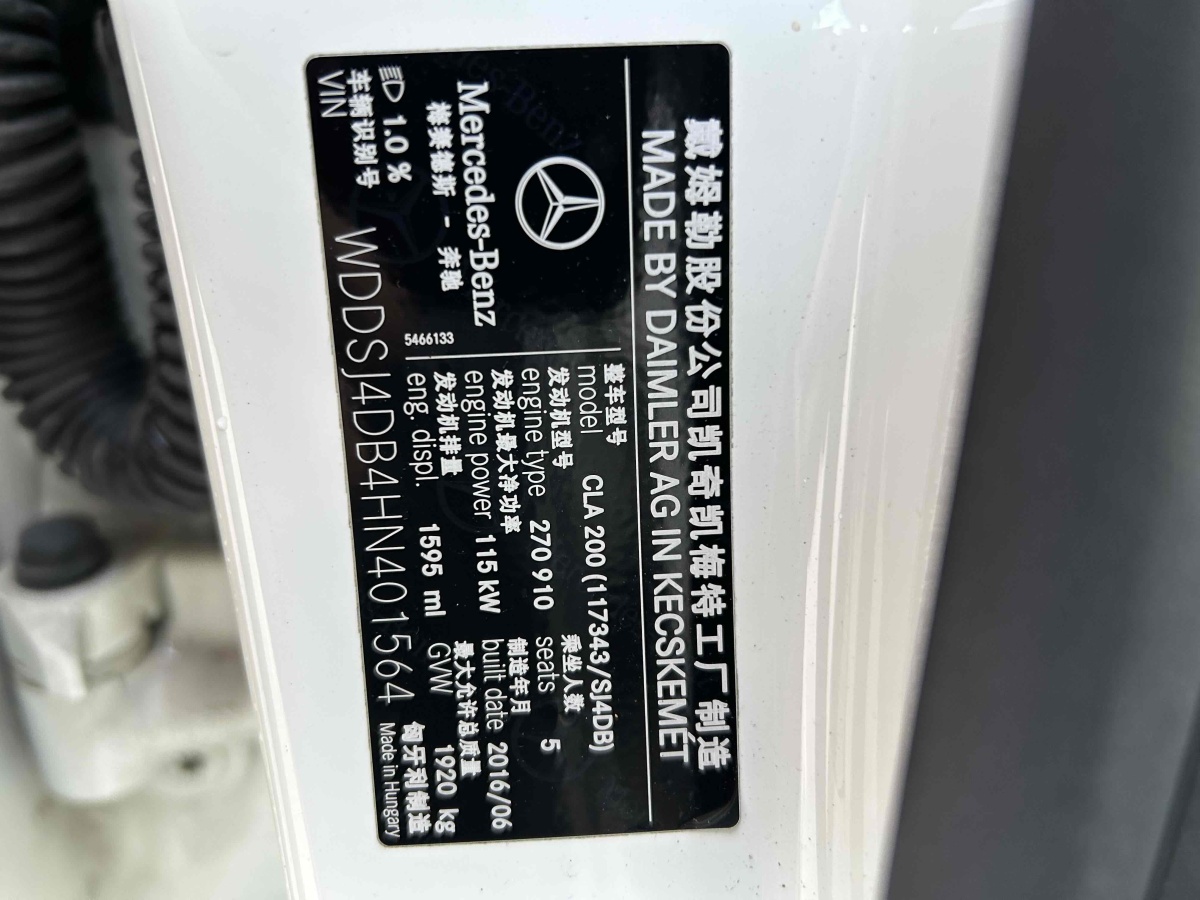 戴姆勒股份公司凯奇凯梅特工厂制造
MADE BY DAIMLER AG IN KECSKEMÉT
Mercedes-Benz
梅赛德斯 - 奔驰
1.0 %
5466133
整车型号
model CLA 200 (117343/SJ4DB)
发动机型号
engine type 270 910
乘坐人数
seats 5
发动机最大净功率
engine power 115 kW
制造年月
built date 2016/06
发动机排量
eng. displ. 1595 ml
最大允许总质量
GVW 1920 kg
车辆识别号
VIN WDDSJ4DB4HN401564
匈牙利制造
Made in Hungary